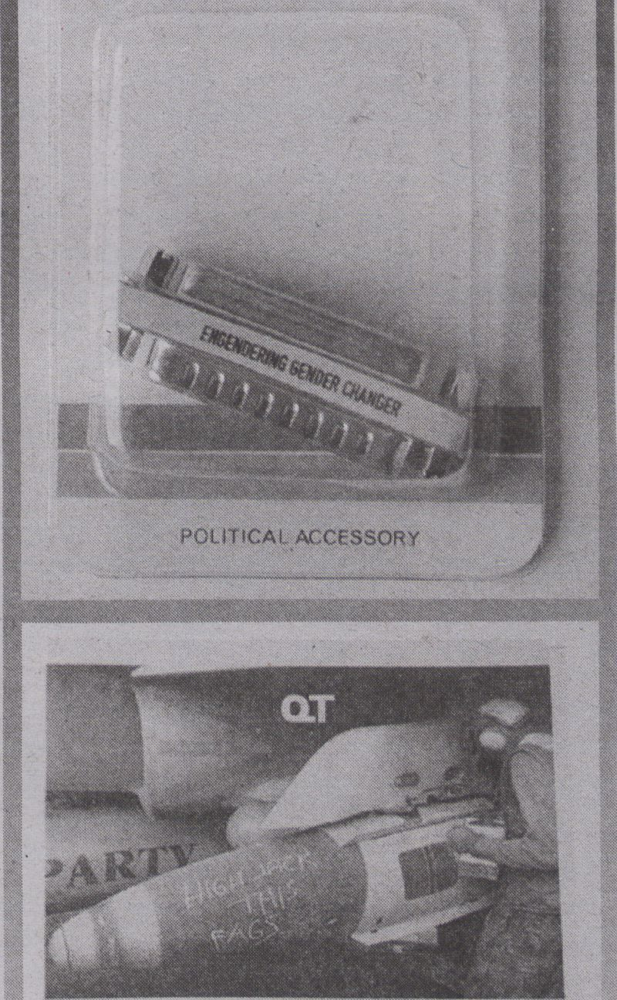 ENGENDERING GENDER CHANGER
POLITICAL ACCESSORY
QT
PARTY
HIGH JACK
THIS
FAGS